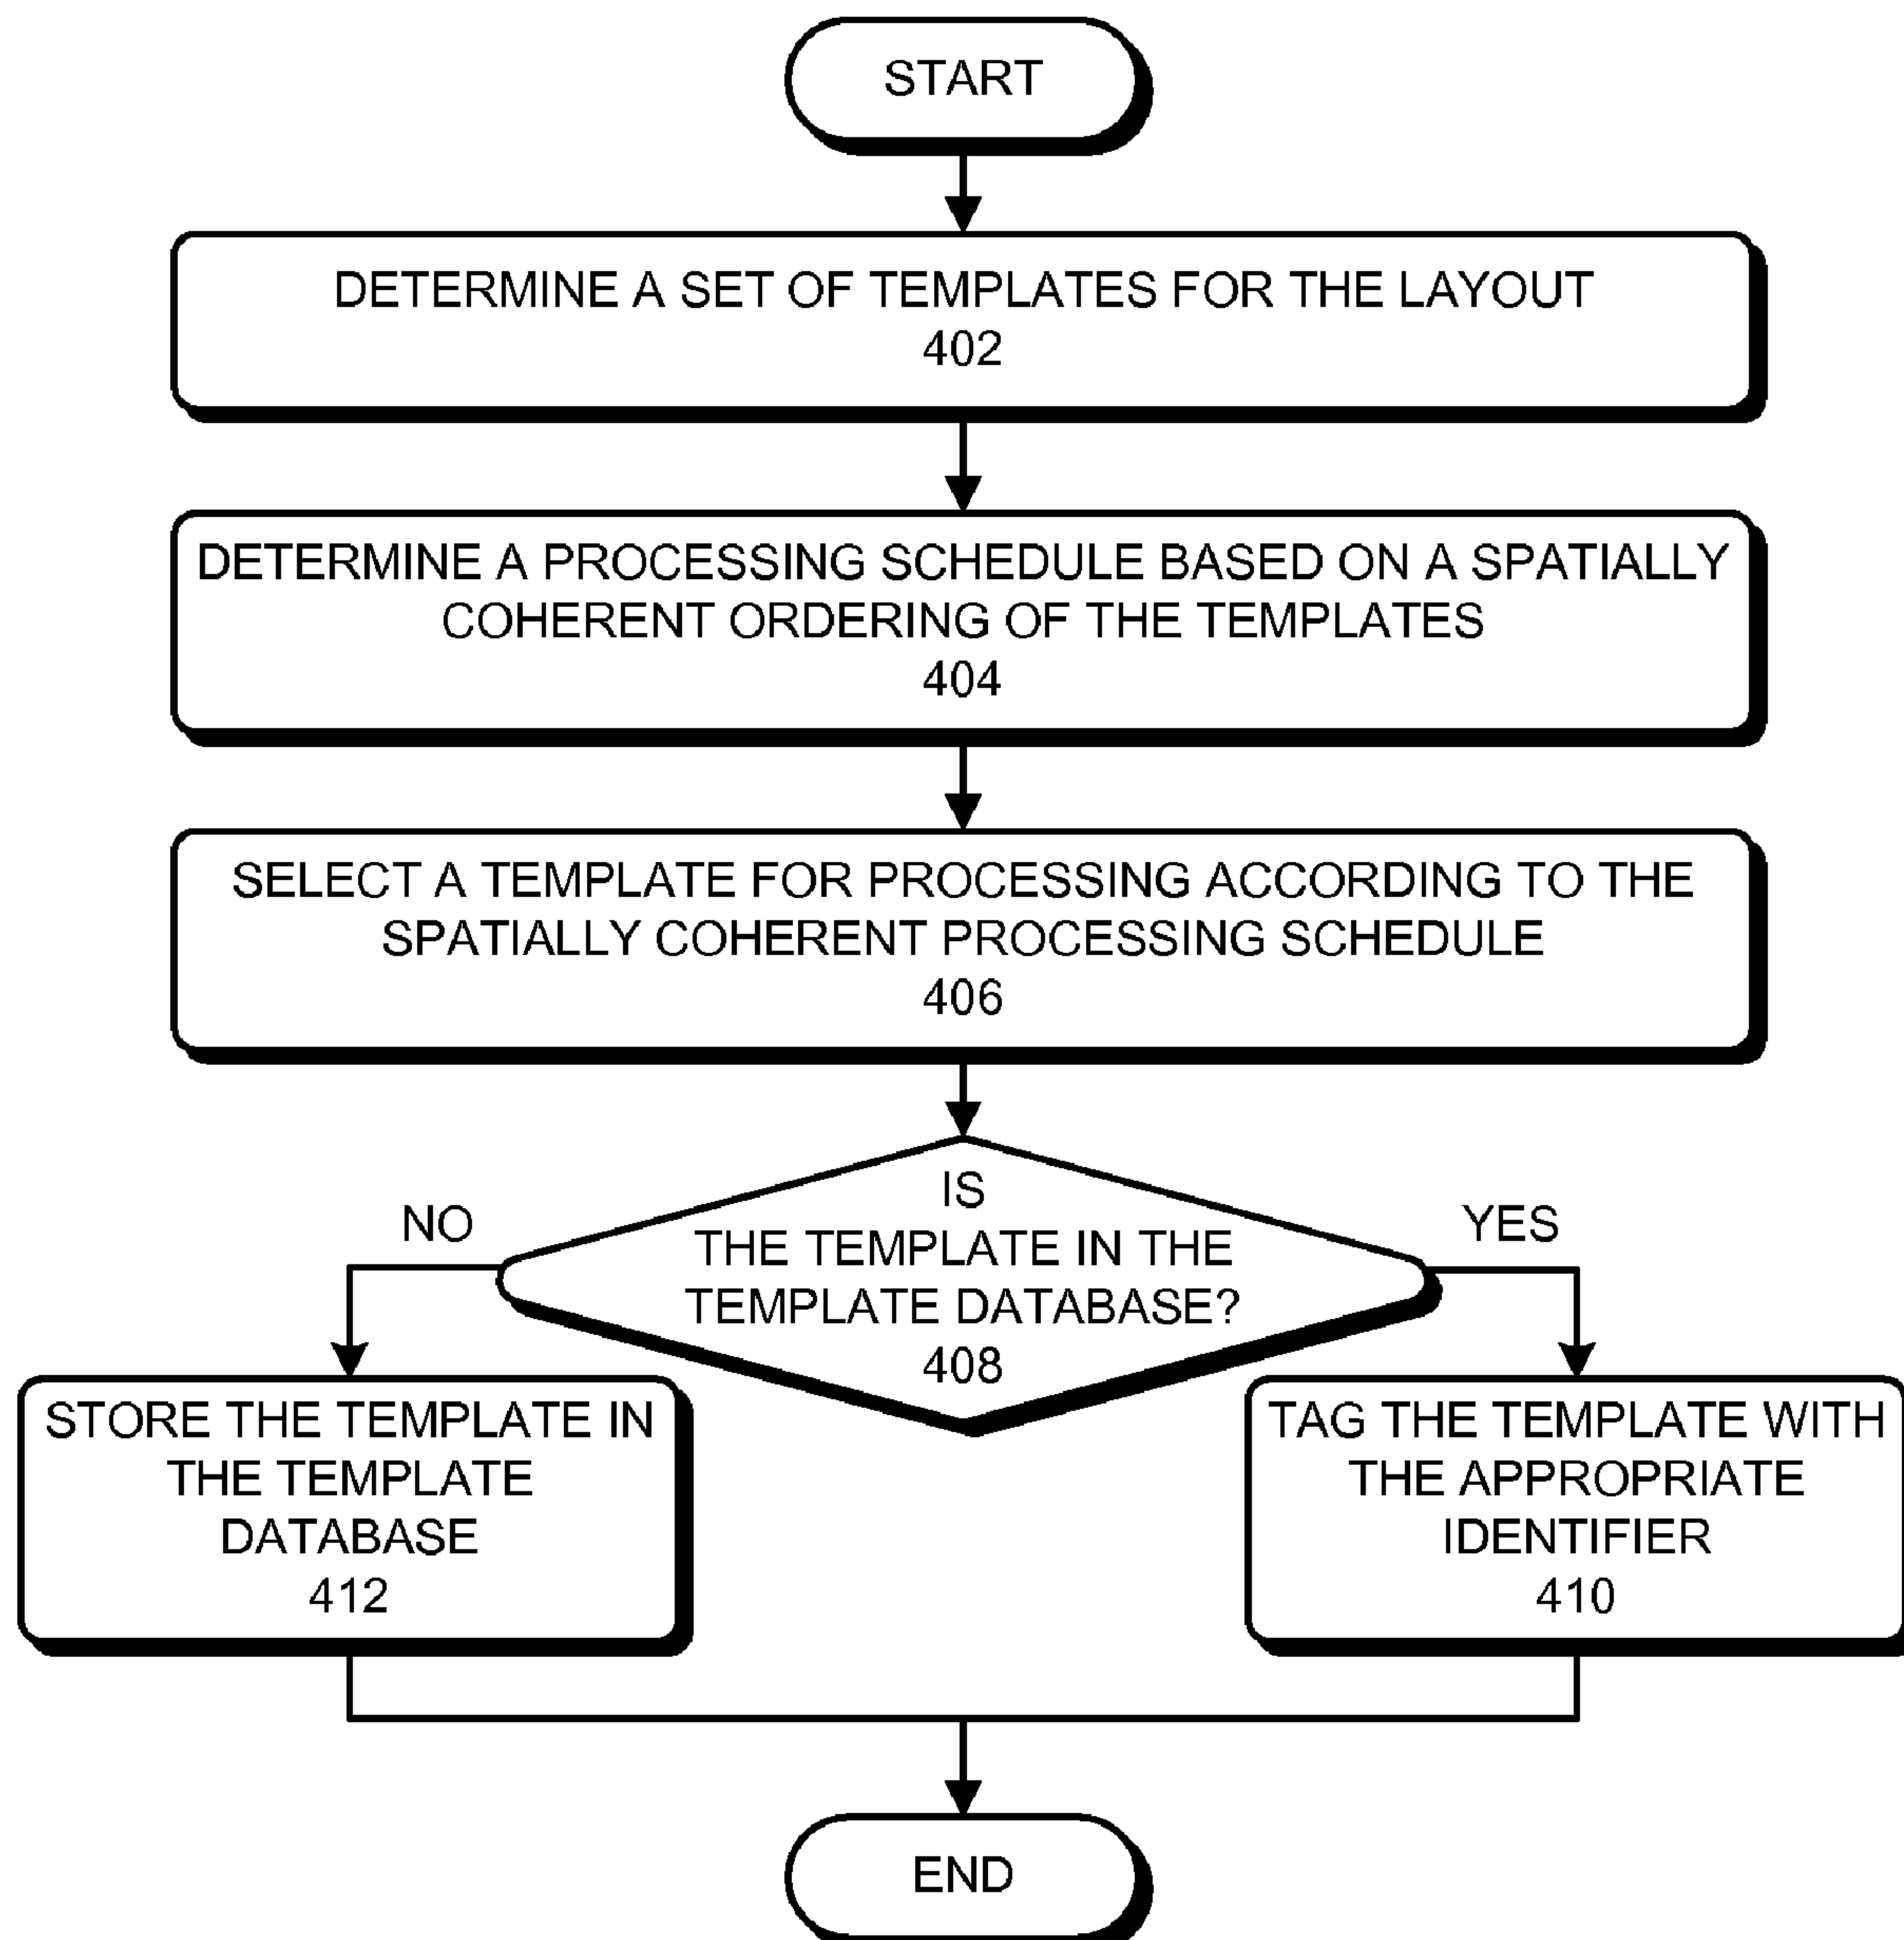 START
DETERMINE A SET OF TEMPLATES FOR THE LAYOUT
402
DETERMINE A PROCESSING SCHEDULE BASED ON A SPATIALLY
COHERENT ORDERING OF THE TEMPLATES
404
SELECT A TEMPLATE FOR PROCESSING ACCORDING TO THE
SPATIALLY COHERENT PROCESSING SCHEDULE
406
IS
THE TEMPLATE IN THE
TEMPLATE DATABASE?
408
NO
YES
STORE THE TEMPLATE IN
THE TEMPLATE
DATABASE
412
TAG THE TEMPLATE WITH
THE APPROPRIATE
IDENTIFIER
410
END